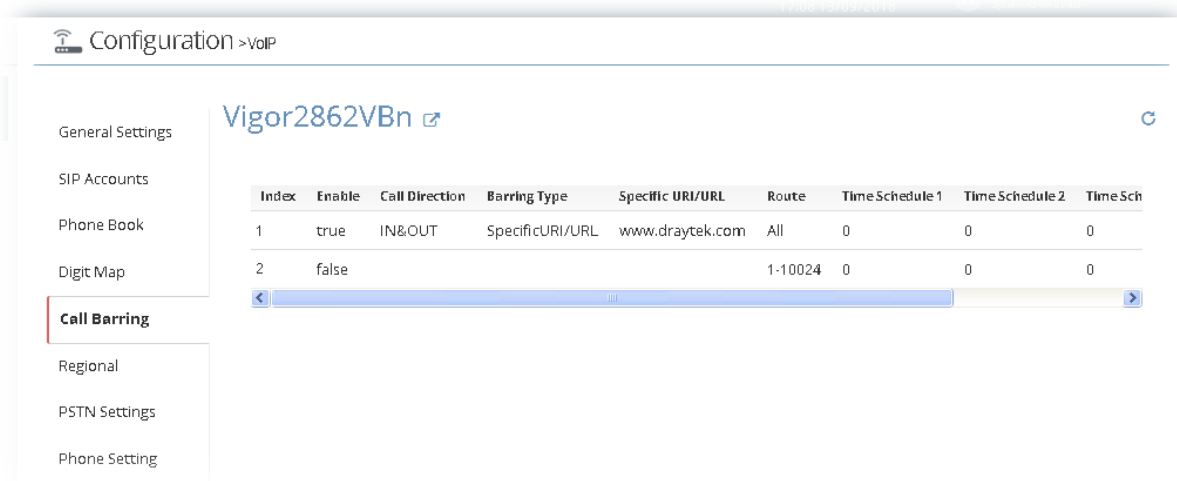 Configuration >VoIP
Vigor2862VBn
General Settings
SIP Accounts
Phone Book
Digit Map
Call Barring
Regional
PSTN Settings
Phone Setting
Index Enable Call Direction Barring Type Specific URI/URL Route Time Schedule 1 Time Schedule 2 Time Sch
1 true IN&OUT SpecificURI/URL www.draytek.com All 0 0 0
2 false 1-10024 0 0 0